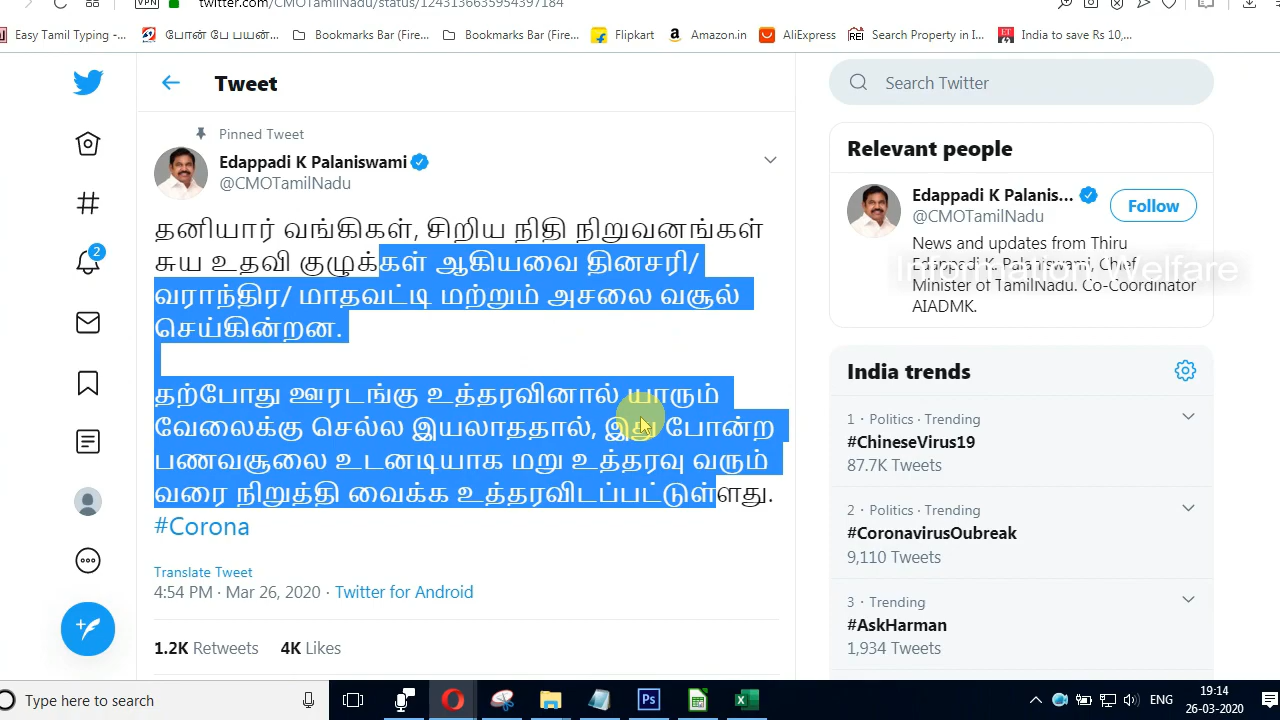 twitter.com/CMOTamilNadu/status/1243136635954397184
VPN
Easy Tamil Typing -...
போன் பே பயன்...
Bookmarks Bar (Fire...
Bookmarks Bar (Fire...
Flipkart
Amazon.in
AliExpress
Search Property in I...
India to save Rs 10,...
Tweet
Search Twitter
Pinned Tweet
Edappadi K Palaniswami
@CMOTamilNadu
தனியார் வங்கிகள், சிறிய நிதி நிறுவனங்கள்
சுய உதவி குழுக்கள் ஆகியவை தினசரி/
வராந்திர/ மாதவட்டி மற்றும் அசலை வசூல்
செய்கின்றன.
தற்போது ஊரடங்கு உத்தரவினால் யாரும்
வேலைக்கு செல்ல இயலாததால், இது போன்ற
பணவசூலை உடனடியாக மறு உத்தரவு வரும்
வரை நிறுத்தி வைக்க உத்தரவிடப்பட்டுள்ளது.
#Corona
Translate Tweet
4:54 PM · Mar 26, 2020 · Twitter for Android
1.2K Retweets 4K Likes
2
Relevant people
Edappadi K Palanis...
@CMOTamilNadu
Follow
News and updates from Thiru
Edappadi K Palaniswami, Chief
Minister of TamilNadu. Co-Coordinator
AIADMK.
Information Welfare
India trends
1 · Politics · Trending
#ChineseVirus19
87.7K Tweets
2 · Politics · Trending
#CoronavirusOubreak
9,110 Tweets
3 · Trending
#AskHarman
1,934 Tweets
Type here to search
Ps
ENG
19:14
26-03-2020